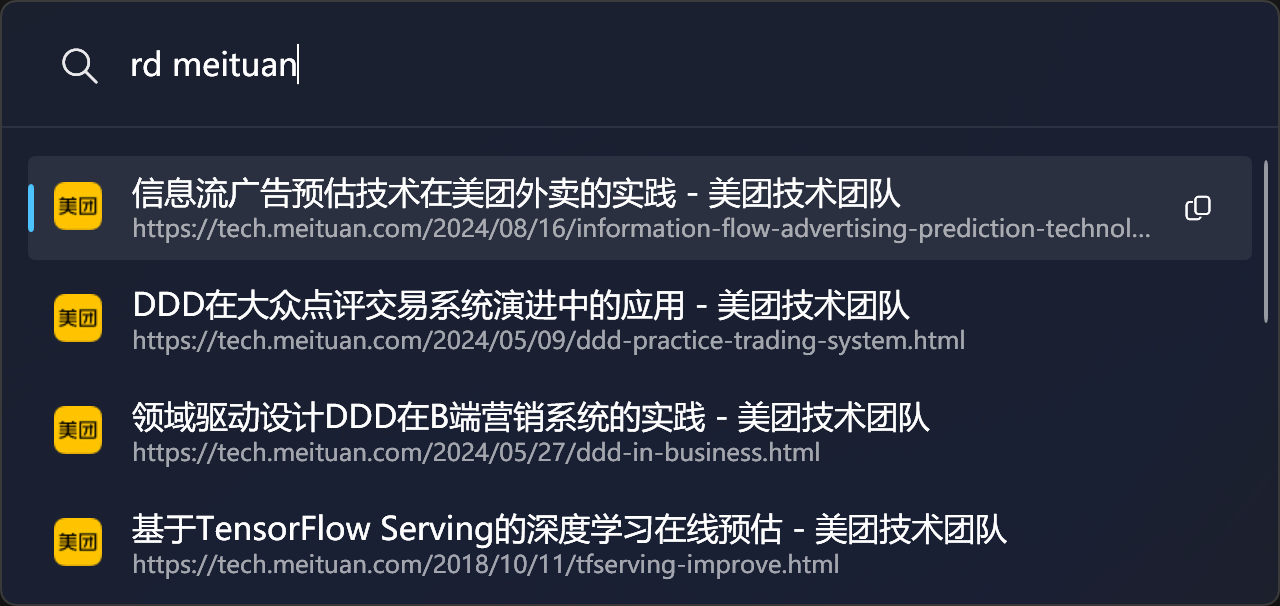 rd meituan
美团
信息流广告预估技术在美团外卖的实践 - 美团技术团队
https://tech.meituan.com/2024/08/16/information-flow-advertising-prediction-technol...
美团
DDD在大众点评交易系统演进中的应用 - 美团技术团队
https://tech.meituan.com/2024/05/09/ddd-practice-trading-system.html
美团
领域驱动设计DDD在B端营销系统的实践 - 美团技术团队
https://tech.meituan.com/2024/05/27/ddd-in-business.html
美团
基于TensorFlow Serving的深度学习在线预估 - 美团技术团队
https://tech.meituan.com/2018/10/11/tfserving-improve.html